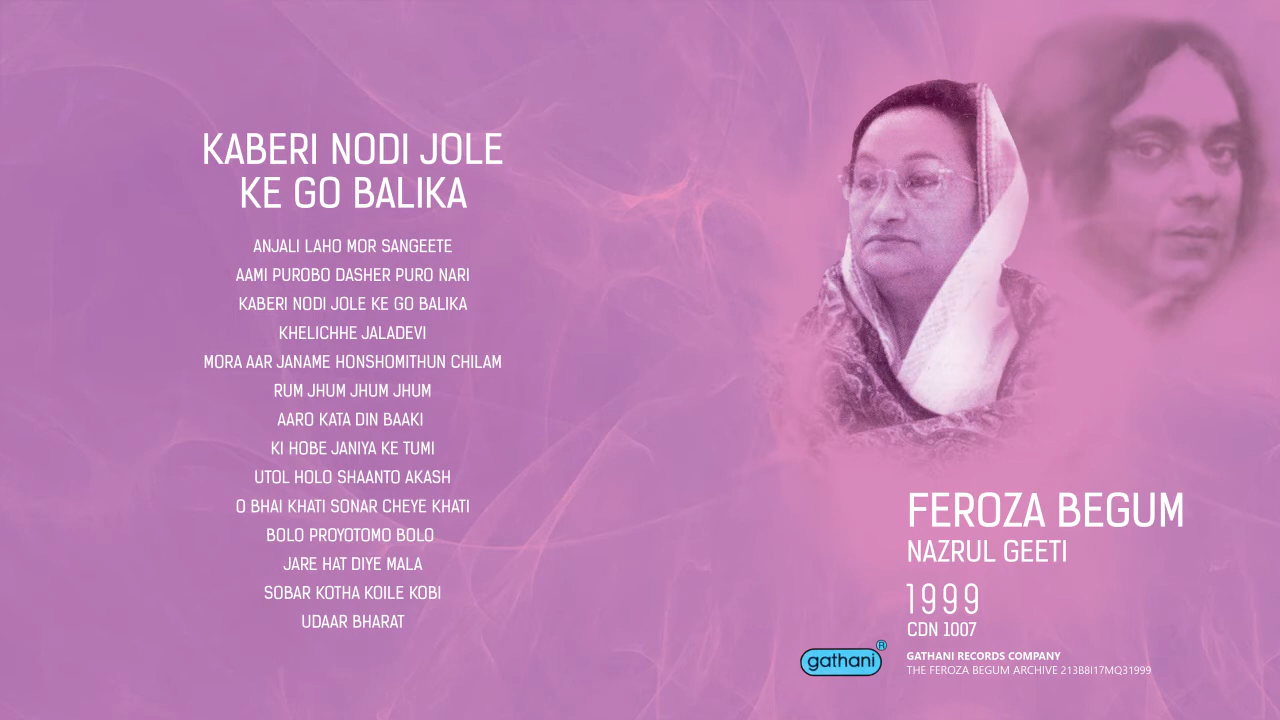 KABERI NODI JOLE
KE GO BALIKA
ANJALI LAHO MOR SANGEETE
AAMI PUROBO DASHER PURO NARI
KABERI NODI JOLE KE GO BALIKA
KHELICHHE JALADEVI
MORA AAR JANAME HONSHOMITHUN CHILAM
RUM JHUM JHUM JHUM
AARO KATA DIN BAAKI
KI HOBE JANIYA KE TUMI
UTOL HOLO SHAANTO AKASH
O BHAI KHATI SONAR CHEYE KHATI
BOLO PROYOTOMO BOLO
JARE HAT DIYE MALA
SOBAR KOTHA KOILE KOBI
UDAAR BHARAT
FEROZA BEGUM
NAZRUL GEETI
1999
CDN 1007
gathani®
GATHANI RECORDS COMPANY
THE FEROZA BEGUM ARCHIVE 213B8I17MQ31999